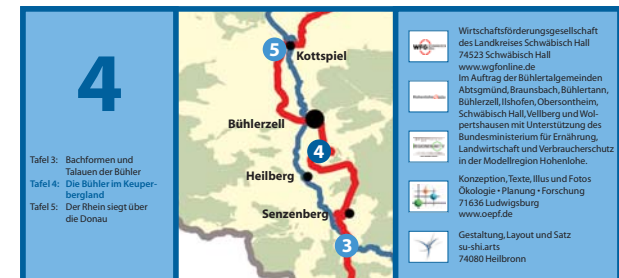 4
Tafel 3: Bachformen und
Talauen der Bühler
Tafel 4: Die Bühler im Keuper-
bergland
Tafel 5: Der Rhein siegt über
die Donau
5
Kottspiel
Bühlerzell
4
Heilberg
Senzenberg
3
WFG
Wirtschaftsförderungsgesellschaft
des Landkreises Schwäbisch Hall
74523 Schwäbisch Hall
www.wfgonline.de
Im Auftrag der Bühlertalgemeinden
Abtsgmünd, Braunsbach, Bühlertann,
Bühlerzell, Ilshofen, Obersontheim,
Schwäbisch Hall, Vellberg und Wol-
pertshausen mit Unterstützung des
Bundesministerium für Ernährung,
Landwirtschaft und Verbraucherschutz
in der Modellregion Hohenlohe.
Konzeption, Texte, Illus und Fotos
Ökologie • Planung • Forschung
71636 Ludwigsburg
www.oepf.de
Gestaltung, Layout und Satz
su-shi.arts
74080 Heilbronn